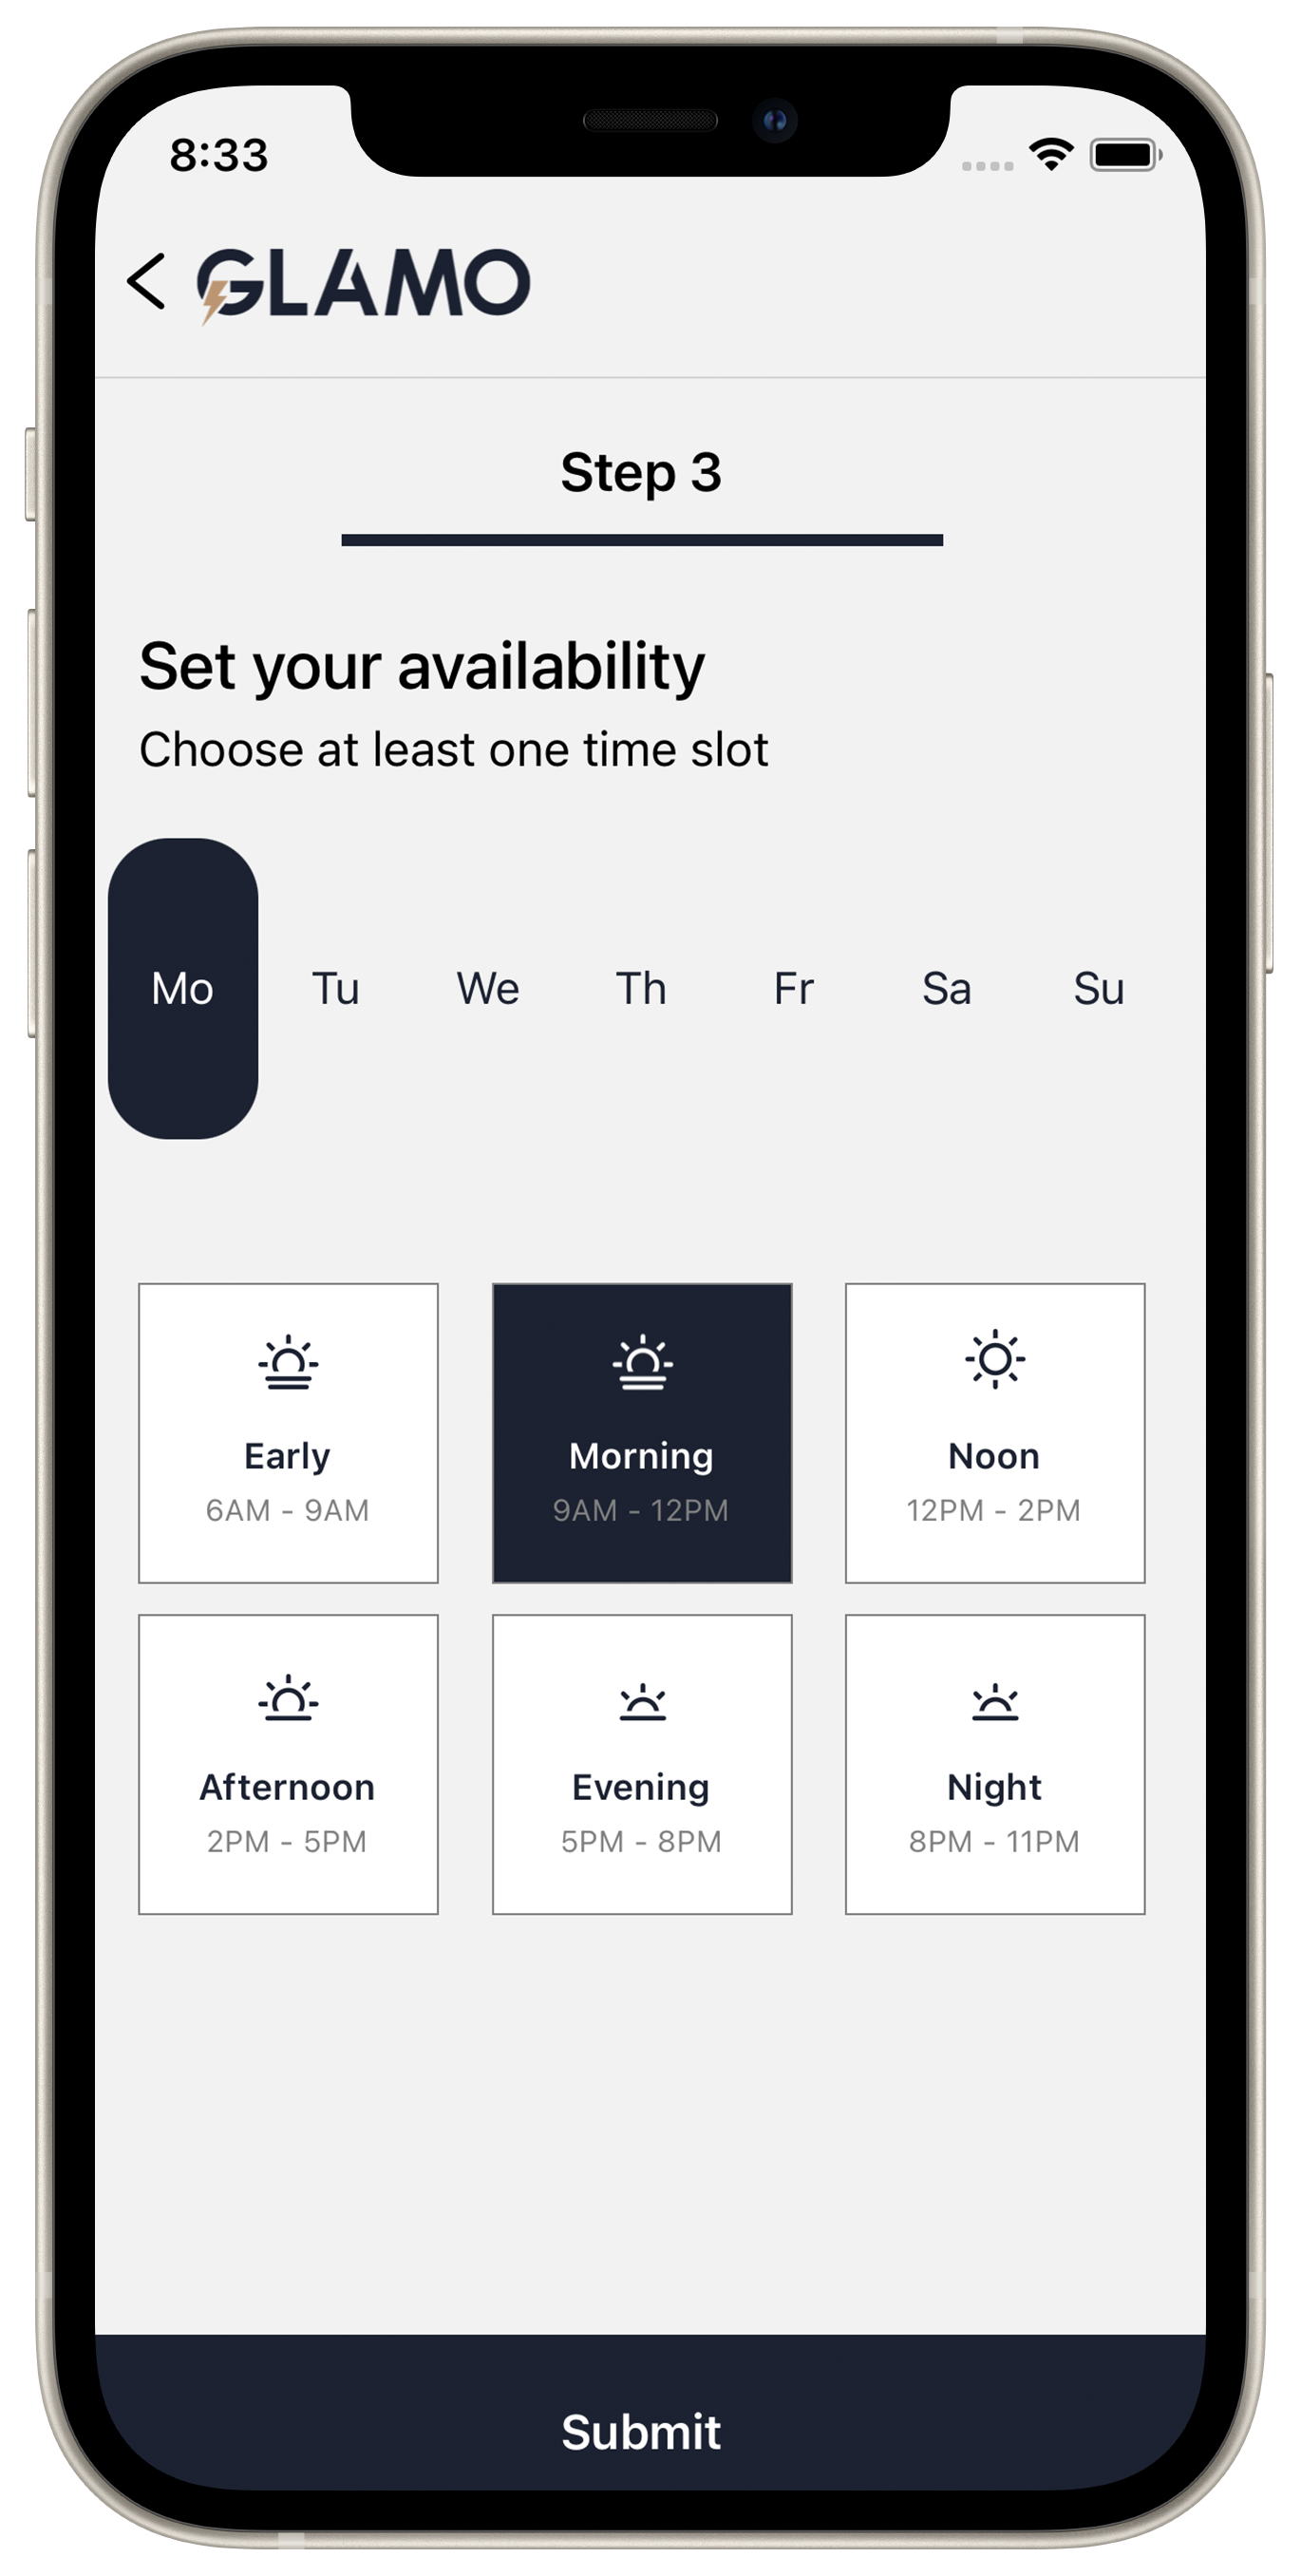 8:33
GLAMO
Step 3
Set your availability
Choose at least one time slot
Mo Tu We Th Fr Sa Su
Early Morning Noon
6AM - 9AM 9AM - 12PM 12PM - 2PM
Afternoon Evening Night
2PM - 5PM 5PM - 8PM 8PM - 11PM
Submit